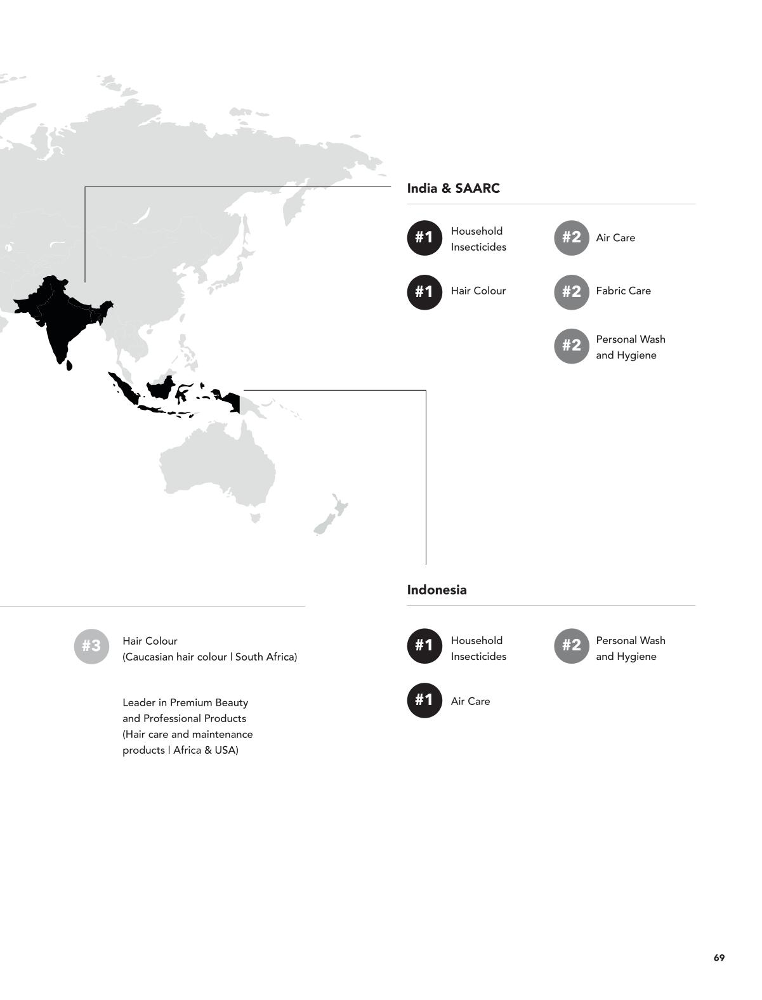 India & SAARC
#1
Household
Insecticides
#2
Air Care
#1
Hair Colour
#2
Fabric Care
#2
Personal Wash
and Hygiene
#3
Hair Colour
(Caucasian hair colour | South Africa)
Leader in Premium Beauty
and Professional Products
(Hair care and maintenance
products | Africa & USA)
Indonesia
#1
Household
Insecticides
#2
Personal Wash
and Hygiene
#1
Air Care
69